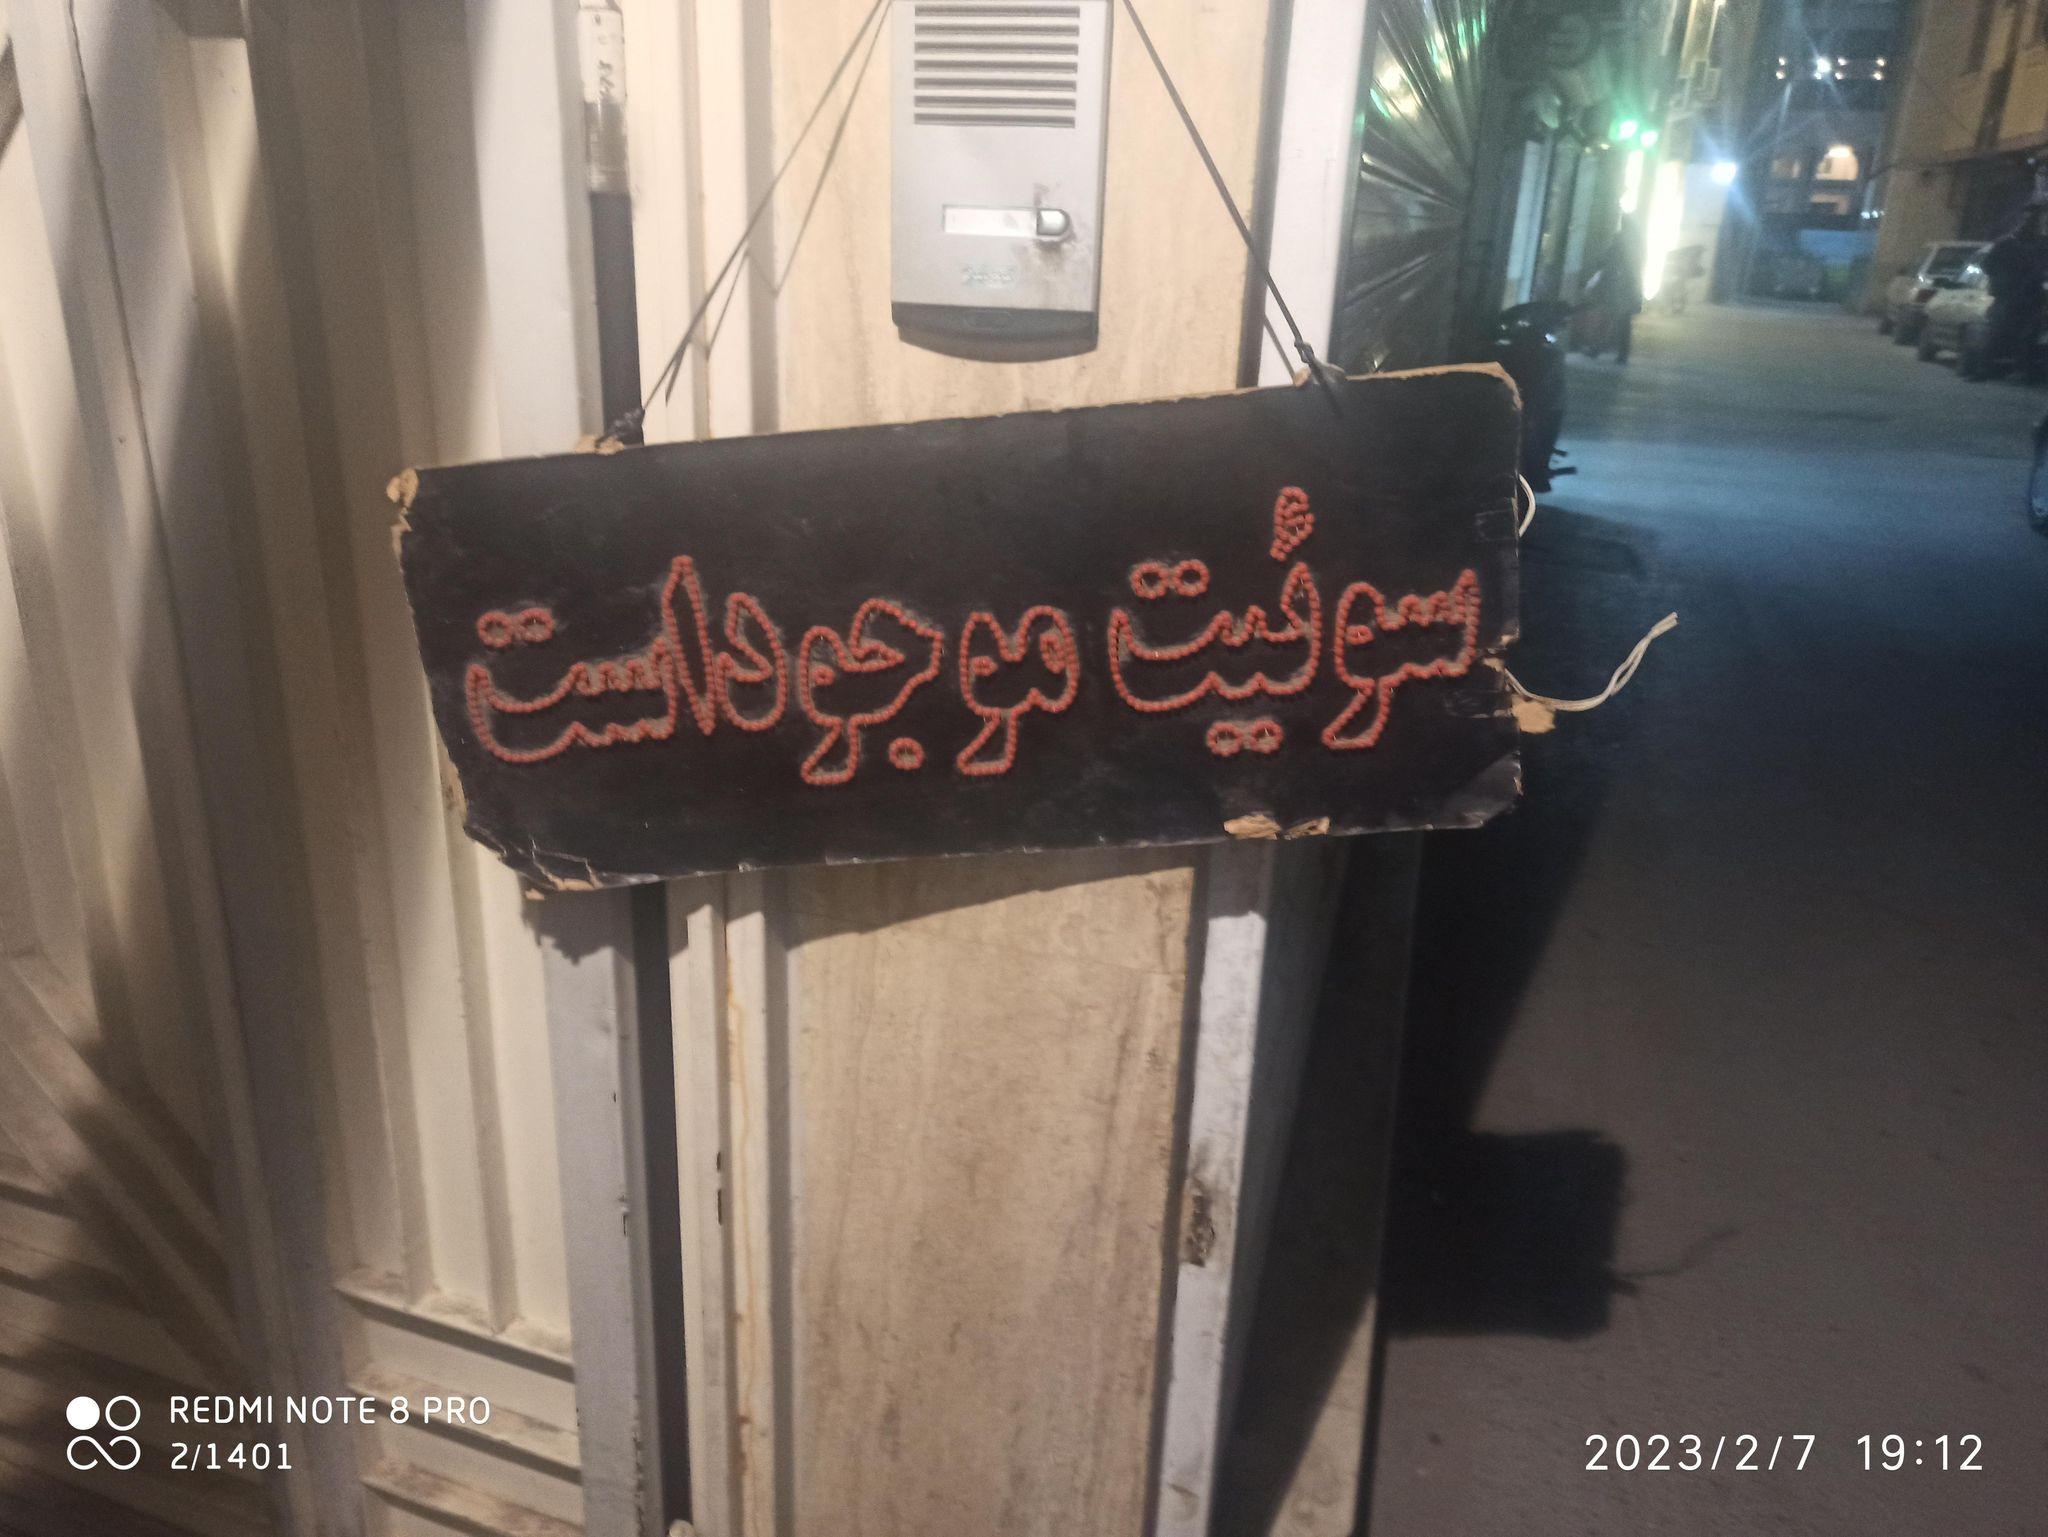 سوئیت موجود است
REDMI NOTE 8 PRO
2/1401
2023/2/7 19:12